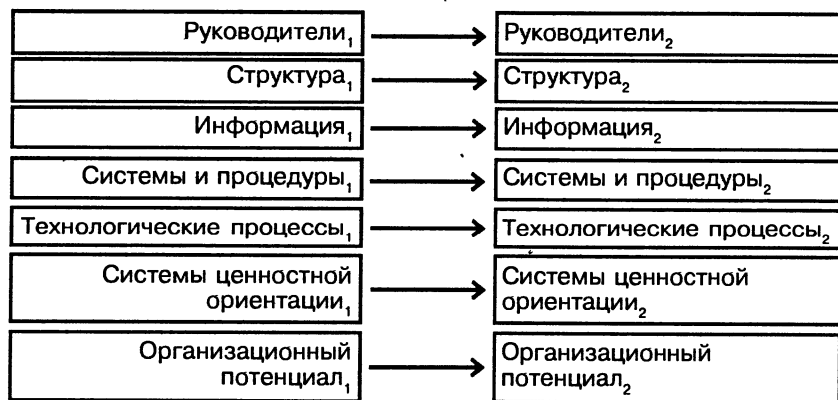 Руководители₁ Руководители₂
Структура₁ Структура₂
Информация₁ Информация₂
Системы и процедуры₁ Системы и процедуры₂
Технологические процессы₁ Технологические процессы₂
Системы ценностной
ориентации₁
Системы ценностной
ориентации₂
Организационный
потенциал₁
Организационный
потенциал₂